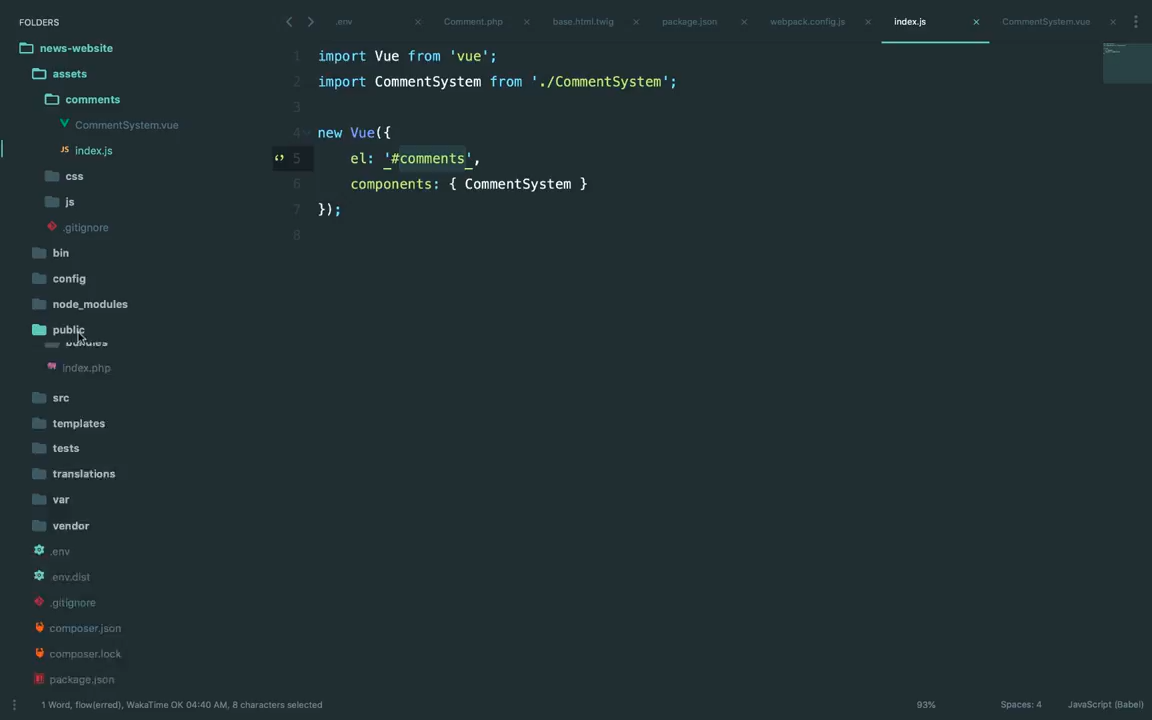 FOLDERS
news-website
assets
comments
CommentSystem.vue
JS index.js
css
js
.gitignore
bin
config
node_modules
public
bundles
index.php
src
templates
tests
translations
var
vendor
.env
.env.dist
.gitignore
composer.json
composer.lock
package.json
.env Comment.php base.html.twig package.json webpack.config.js index.js CommentSystem.vue
1 import Vue from 'vue';
2 import CommentSystem from './CommentSystem';
3
4 new Vue({
5 el: '#comments',
6 components: { CommentSystem }
7 });
8
1 Word, flow(erred), WakaTime OK 04:40 AM, 8 characters selected 93% Spaces: 4 JavaScript (Babel)